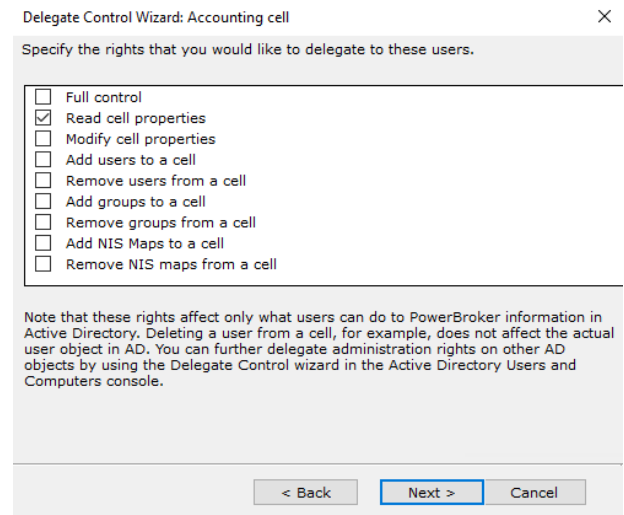 Delegate Control Wizard: Accounting cell
Specify the rights that you would like to delegate to these users.
Full control
Read cell properties
Modify cell properties
Add users to a cell
Remove users from a cell
Add groups to a cell
Remove groups from a cell
Add NIS Maps to a cell
Remove NIS maps from a cell
Note that these rights affect only what users can do to PowerBroker information in
Active Directory. Deleting a user from a cell, for example, does not affect the actual
user object in AD. You can further delegate administration rights on other AD
objects by using the Delegate Control wizard in the Active Directory Users and
Computers console.
< Back Next > Cancel